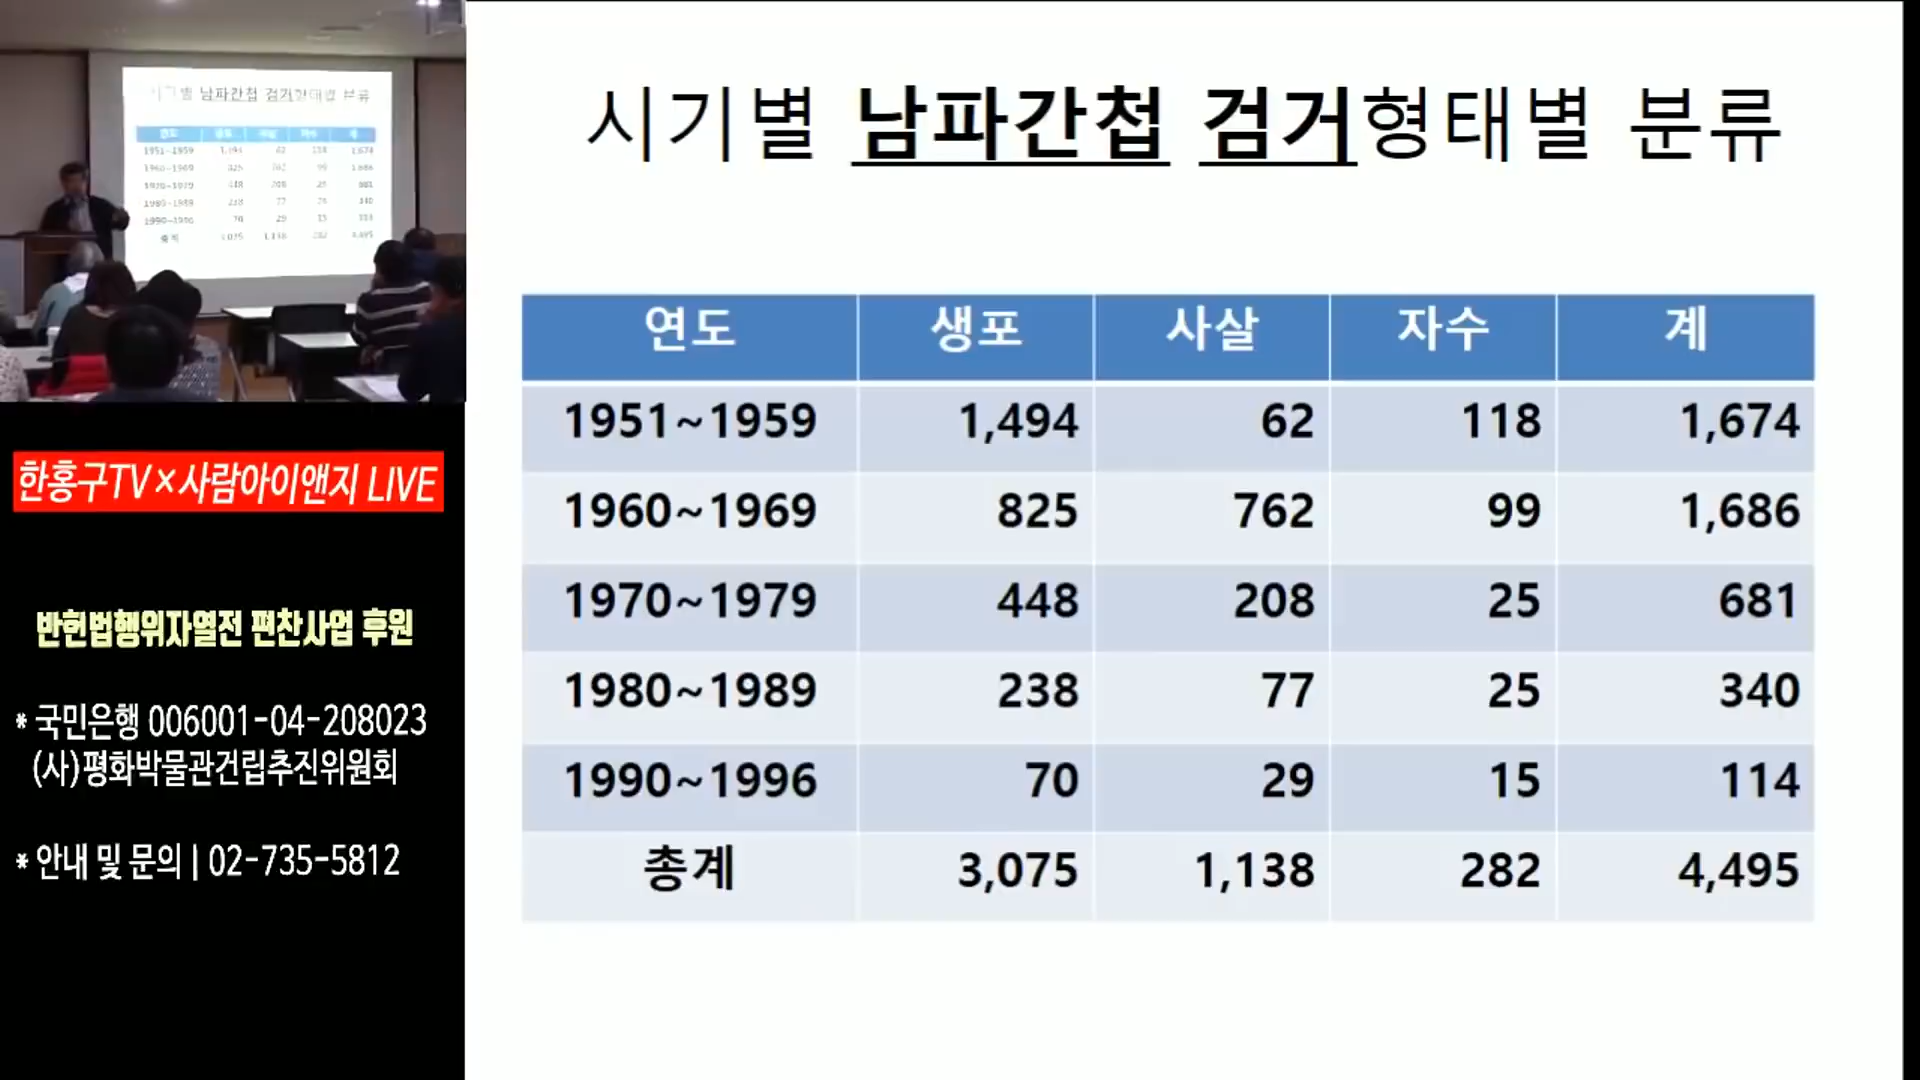 시기별 남파간첩 검거형태별 분류
연도 생포 사살 자수 계
1951~1959 1,494 62 118 1,674
1960~1969 825 762 99 1,686
1970~1979 448 208 25 681
1980~1989 238 77 25 340
1990~1996 70 29 15 114
총계 3,075 1,138 282 4,495
한홍구TV×사람아이앤지 LIVE
반헌법행위자열전 편찬사업 후원
* 국민은행 006001-04-208023
(사)평화박물관건립추진위원회
* 안내 및 문의 | 02-735-5812